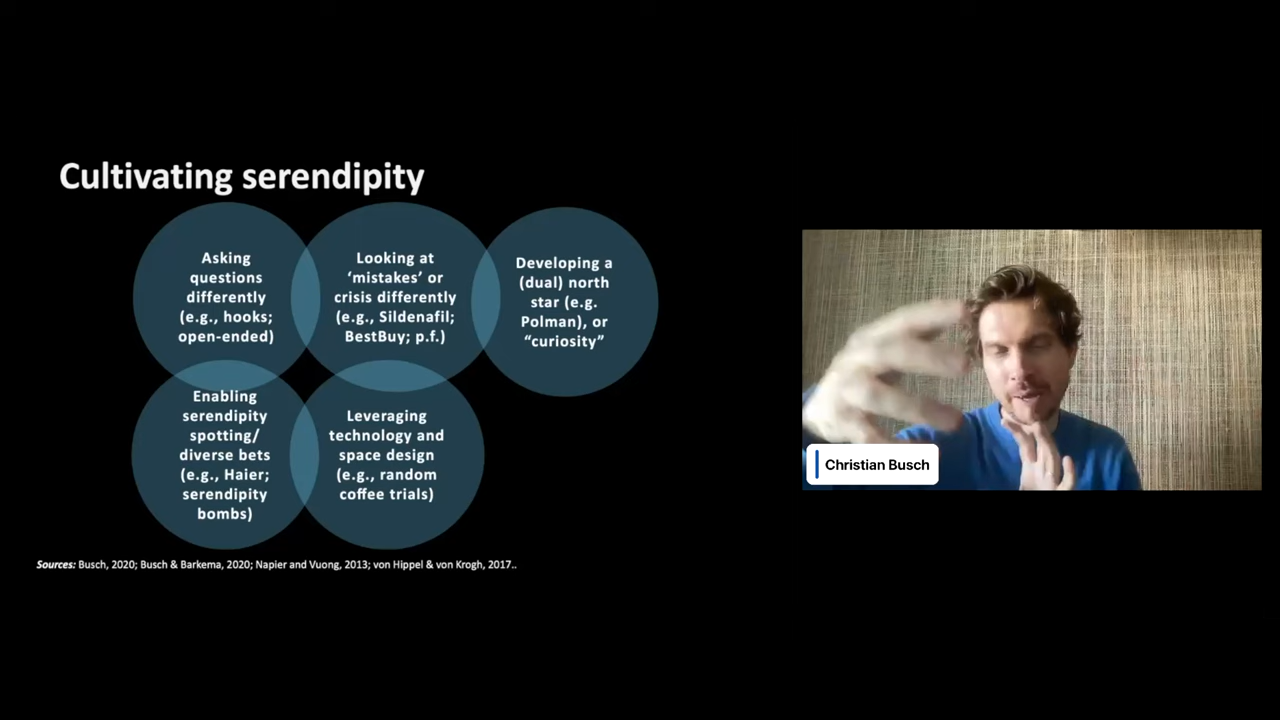 Cultivating serendipity
Asking
questions
differently
(e.g., hooks;
open-ended)
Looking at
‘mistakes’ or
crisis differently
(e.g., Sildenafil;
BestBuy; p.f.)
Developing a
(dual) north
star (e.g.
Polman), or
“curiosity”
Enabling
serendipity
spotting/
diverse bets
(e.g., Haier;
serendipity
bombs)
Leveraging
technology and
space design
(e.g., random
coffee trials)
Sources: Busch, 2020; Busch & Barkema, 2020; Napier and Vuong, 2013; von Hippel & von Krogh, 2017..
Christian Busch